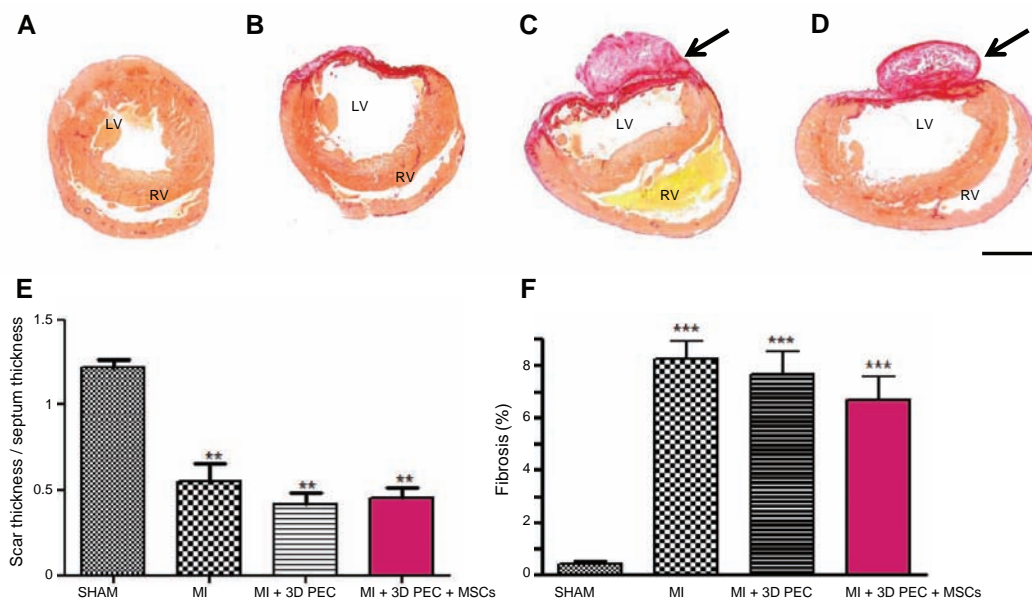 A
B
C
D
LV
RV
LV
RV
LV
RV
LV
RV
E
Scar thickness / septum thickness
1.5
1
0.5
0
**
**
**
SHAM
MI
MI + 3D PEC
MI + 3D PEC + MSCs
F
Fibrosis (%)
8
6
4
2
0
***
***
***
SHAM
MI
MI + 3D PEC
MI + 3D PEC + MSCs